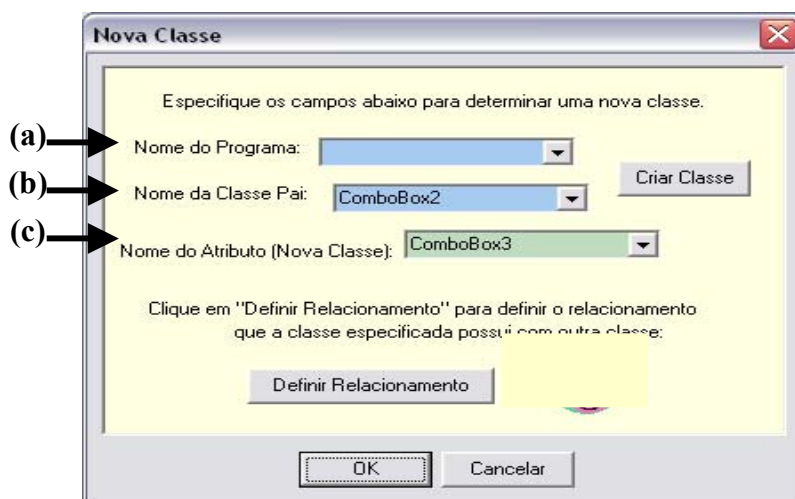 Nova Classe
Especifique os campos abaixo para determinar uma nova classe.
(a)
Nome do Programa:
(b)
Nome da Classe Pai: ComboBox2
Criar Classe
(c)
Nome do Atributo (Nova Classe): ComboBox3
Clique em "Definir Relacionamento" para definir o relacionamento
que a classe especificada possui com outra classe:
Definir Relacionamento
OK Cancelar